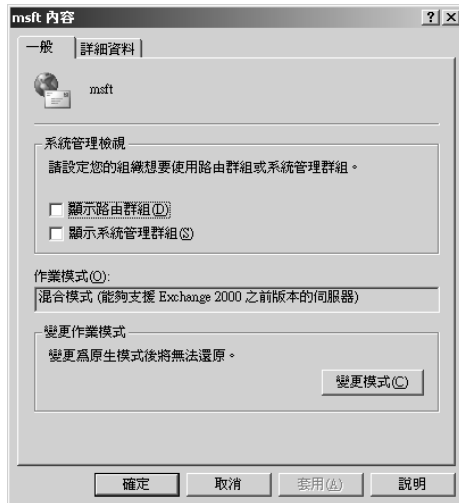 msft 內容
一般
詳細資料
msft
系統管理檢視
請設定您的組織想要使用路由群組或系統管理群組。
顯示路由群組(D)
顯示系統管理群組(S)
作業模式(O):
混合模式 (能夠支援 Exchange 2000 之前版本的伺服器)
變更作業模式
變更為原生模式後將無法還原。
變更模式(C)
確定
取消
套用(A)
說明